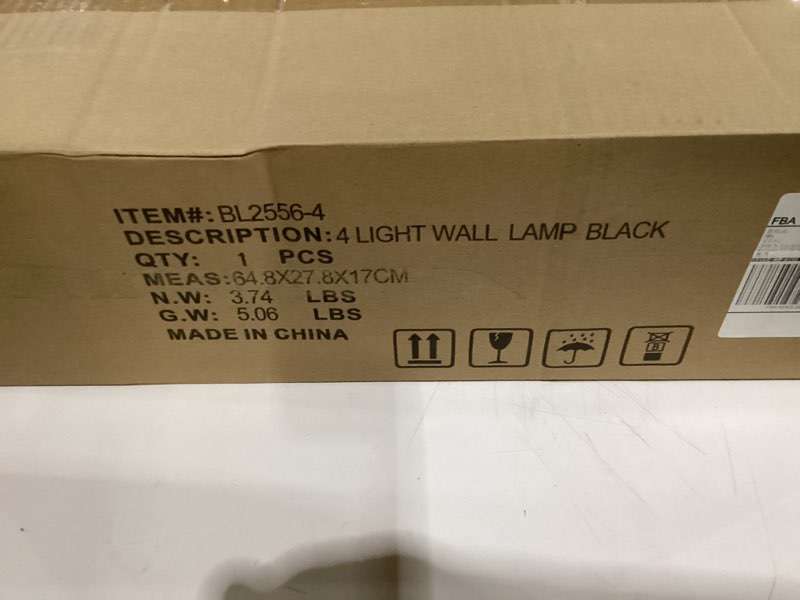 ITEM#: BL2556-4
DESCRIPTION: 4 LIGHT WALL LAMP BLACK
QTY: 1 PCS
MEAS: 64.8X27.8X17CM
N.W: 3.74 LBS
G.W: 5.06 LBS
MADE IN CHINA
8
FBA